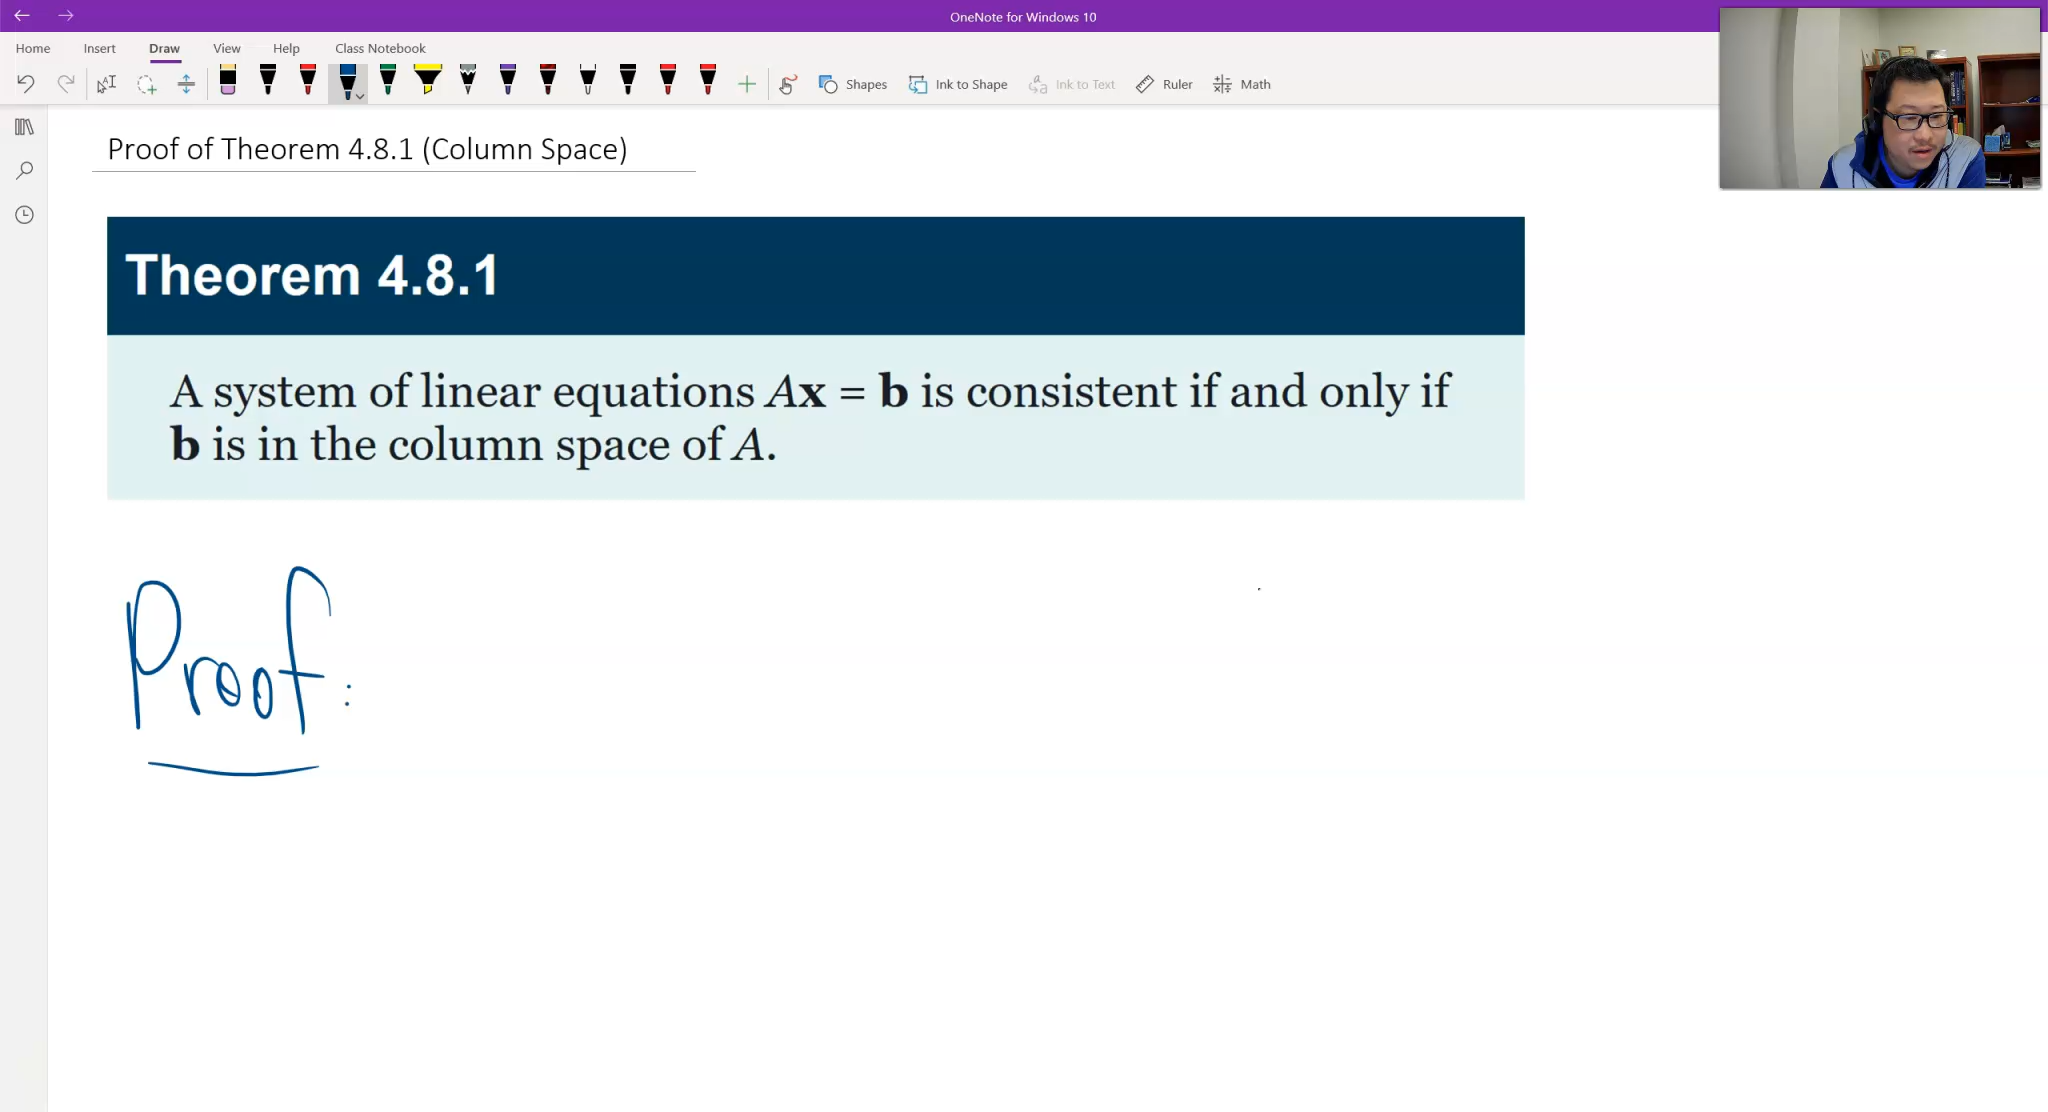 OneNote for Windows 10
Home Insert Draw View Help Class Notebook
Shapes Ink to Shape Ink to Text Ruler Math
Proof of Theorem 4.8.1 (Column Space)
Theorem 4.8.1
A system of linear equations Ax = b is consistent if and only if
b is in the column space of A.
Proof: